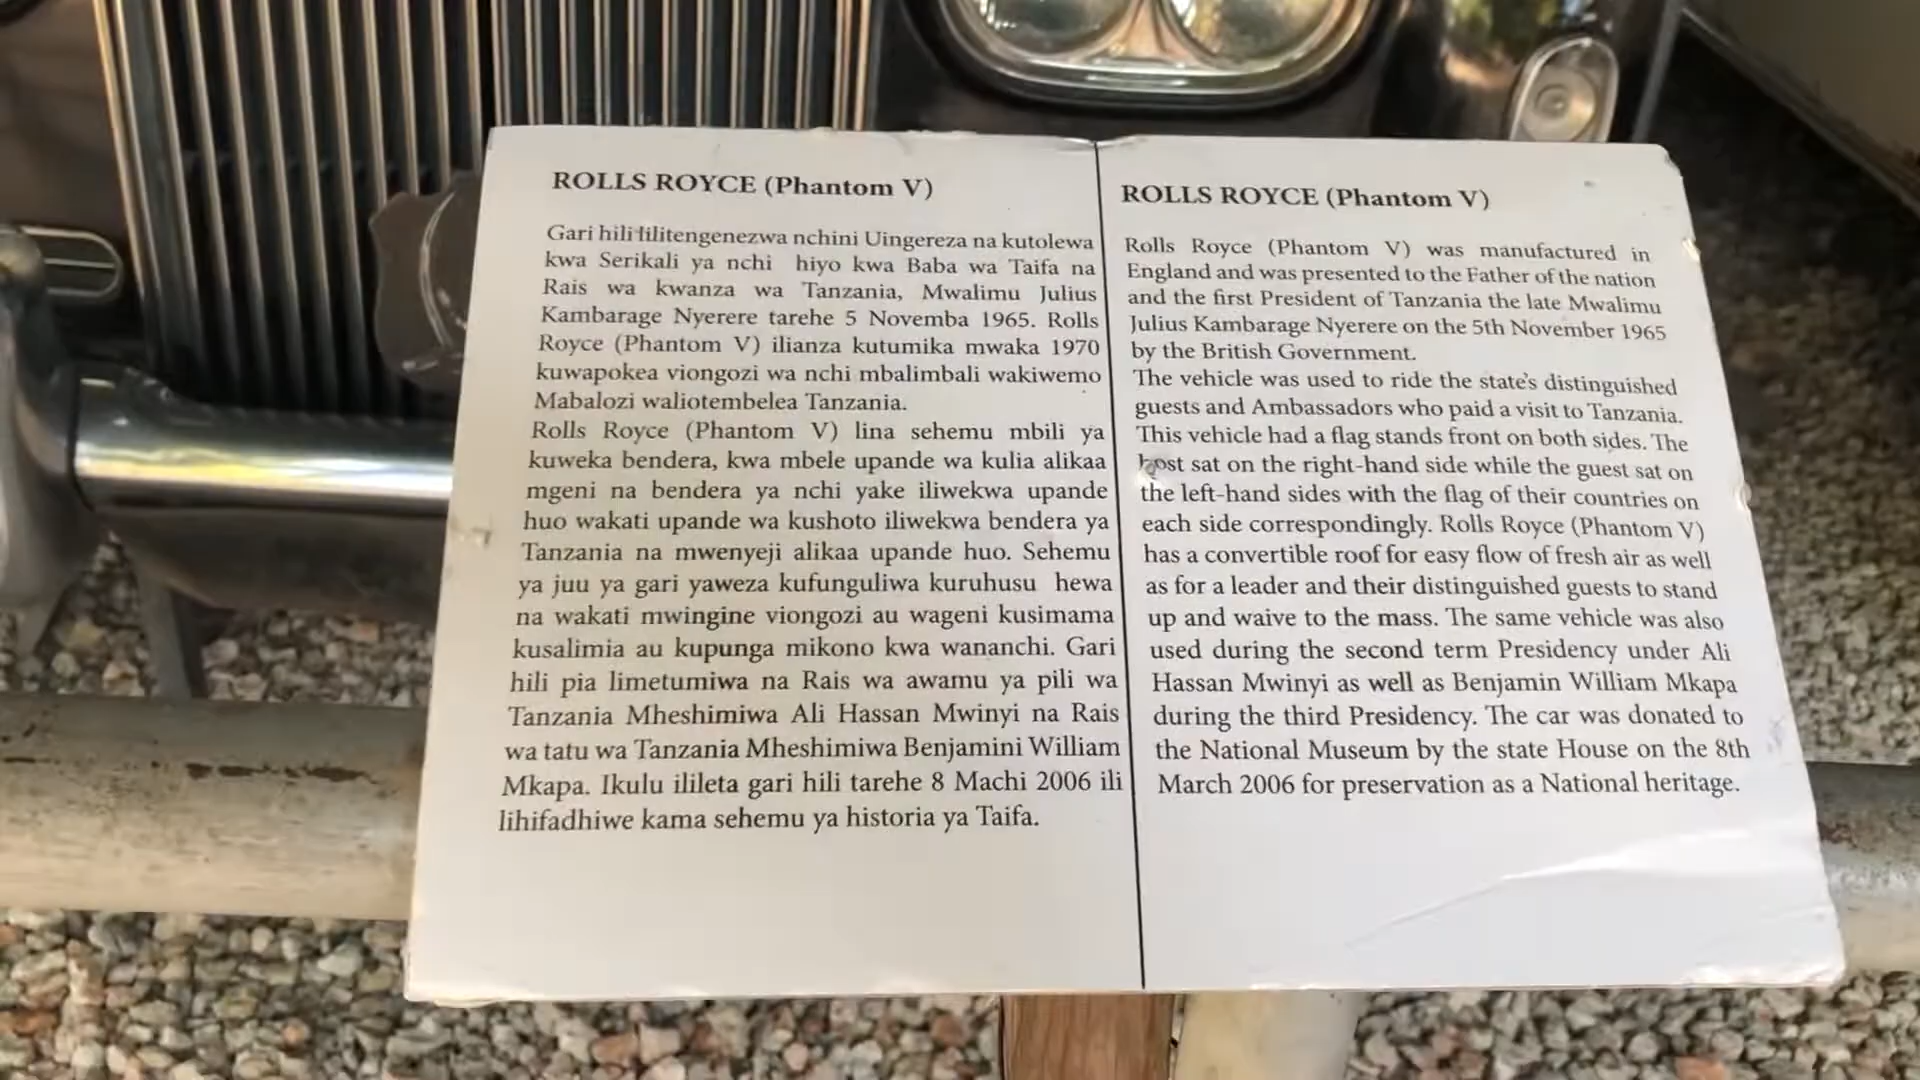 ROLLS ROYCE (Phantom V)
Gari hili lilitengenezwa nchini Uingereza na kutolewa
kwa Serikali ya nchi hiyo kwa Baba wa Taifa na
Rais wa kwanza wa Tanzania, Mwalimu Julius
Kambarage Nyerere tarehe 5 Novemba 1965. Rolls
Royce (Phantom V) ilianza kutumika mwaka 1970
kuwapokea viongozi wa nchi mbalimbali wakiwemo
Mabalozi waliotembelea Tanzania.
Rolls Royce (Phantom V) lina sehemu mbili ya
kuweka bendera, kwa mbele upande wa kulia alikaa
mgeni na bendera ya nchi yake iliwekwa upande
huo wakati upande wa kushoto iliwekwa bendera ya
Tanzania na mwenyeji alikaa upande huo. Sehemu
ya juu ya gari yaweza kufunguliwa kuruhusu hewa
na wakati mwingine viongozi au wageni kusimama
kusalimia au kupunga mikono kwa wananchi. Gari
hili pia limetumiwa na Rais wa awamu ya pili wa
Tanzania Mheshimiwa Ali Hassan Mwinyi na Rais
wa tatu wa Tanzania Mheshimiwa Benjamini William
Mkapa. Ikulu ilileta gari hili tarehe 8 Machi 2006 ili
lihifadhiwe kama sehemu ya historia ya Taifa.
ROLLS ROYCE (Phantom V)
Rolls Royce (Phantom V) was manufactured in
England and was presented to the Father of the nation
and the first President of Tanzania the late Mwalimu
Julius Kambarage Nyerere on the 5th November 1965
by the British Government.
The vehicle was used to ride the state's distinguished
guests and Ambassadors who paid a visit to Tanzania.
This vehicle had a flag stands front on both sides. The
host sat on the right-hand side while the guest sat on
the left-hand sides with the flag of their countries on
each side correspondingly. Rolls Royce (Phantom V)
has a convertible roof for easy flow of fresh air as well
as for a leader and their distinguished guests to stand
up and waive to the mass. The same vehicle was also
used during the second term Presidency under Ali
Hassan Mwinyi as well as Benjamin William Mkapa
during the third Presidency. The car was donated to
the National Museum by the state House on the 8th
March 2006 for preservation as a National heritage.